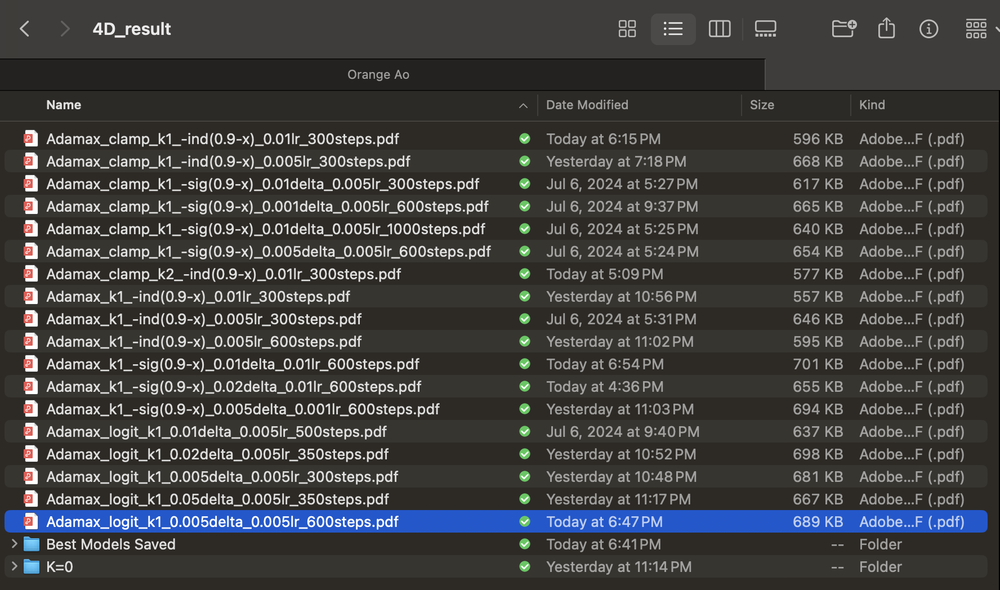 4D_result
Orange Ao
Name Date Modified Size Kind
Adamax_clamp_k1_-ind(0.9-x)_0.01lr_300steps.pdf Today at 6:15 PM 596 KB Adobe...F (.pdf)
Adamax_clamp_k1_-ind(0.9-x)_0.005lr_300steps.pdf Yesterday at 7:18 PM 668 KB Adobe...F (.pdf)
Adamax_clamp_k1_-sig(0.9-x)_0.01delta_0.005lr_300steps.pdf Jul 6, 2024 at 5:27 PM 617 KB Adobe...F (.pdf)
Adamax_clamp_k1_-sig(0.9-x)_0.001delta_0.005lr_600steps.pdf Jul 6, 2024 at 9:37 PM 665 KB Adobe...F (.pdf)
Adamax_clamp_k1_-sig(0.9-x)_0.01delta_0.005lr_1000steps.pdf Jul 6, 2024 at 5:25 PM 640 KB Adobe...F (.pdf)
Adamax_clamp_k1_-sig(0.9-x)_0.005delta_0.005lr_600steps.pdf Jul 6, 2024 at 5:24 PM 654 KB Adobe...F (.pdf)
Adamax_clamp_k2_-ind(0.9-x)_0.01lr_300steps.pdf Today at 5:09 PM 577 KB Adobe...F (.pdf)
Adamax_k1_-ind(0.9-x)_0.01lr_300steps.pdf Yesterday at 10:56 PM 557 KB Adobe...F (.pdf)
Adamax_k1_-ind(0.9-x)_0.005lr_300steps.pdf Jul 6, 2024 at 5:31 PM 646 KB Adobe...F (.pdf)
Adamax_k1_-ind(0.9-x)_0.005lr_600steps.pdf Yesterday at 11:02 PM 595 KB Adobe...F (.pdf)
Adamax_k1_-sig(0.9-x)_0.01delta_0.01lr_600steps.pdf Today at 6:54 PM 701 KB Adobe...F (.pdf)
Adamax_k1_-sig(0.9-x)_0.02delta_0.01lr_600steps.pdf Today at 4:36 PM 655 KB Adobe...F (.pdf)
Adamax_k1_-sig(0.9-x)_0.005delta_0.001lr_600steps.pdf Yesterday at 11:03 PM 694 KB Adobe...F (.pdf)
Adamax_logit_k1_0.01delta_0.005lr_500steps.pdf Jul 6, 2024 at 9:40 PM 637 KB Adobe...F (.pdf)
Adamax_logit_k1_0.02delta_0.005lr_350steps.pdf Yesterday at 10:52 PM 698 KB Adobe...F (.pdf)
Adamax_logit_k1_0.005delta_0.005lr_300steps.pdf Yesterday at 10:48 PM 681 KB Adobe...F (.pdf)
Adamax_logit_k1_0.05delta_0.005lr_350steps.pdf Yesterday at 11:17 PM 667 KB Adobe...F (.pdf)
Adamax_logit_k1_0.005delta_0.005lr_600steps.pdf Today at 6:47 PM 689 KB Adobe...F (.pdf)
Best Models Saved Today at 6:41 PM -- Folder
K=0 Yesterday at 11:14 PM -- Folder